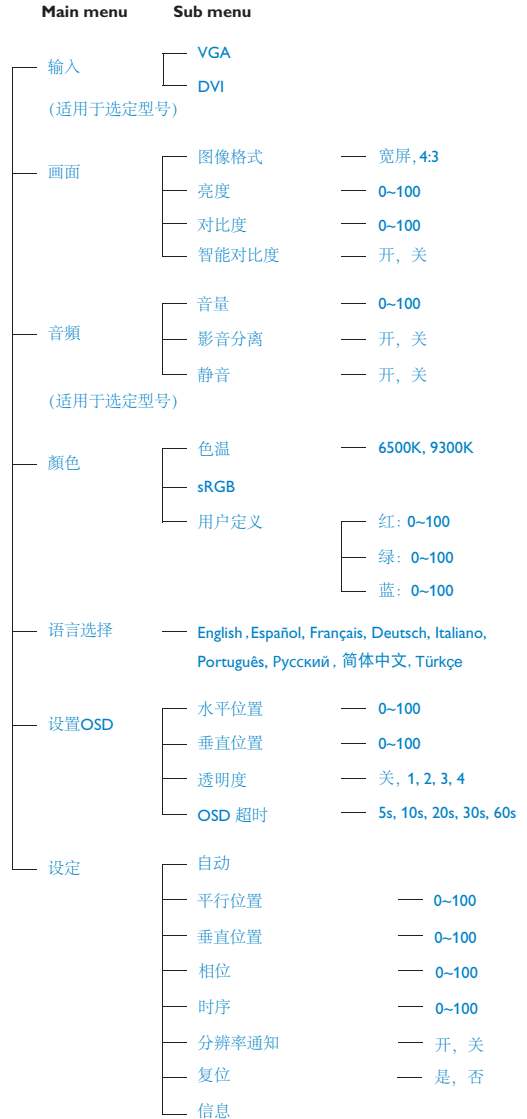 Main menu Sub menu
输入 VGA
DVI
(适用于选定型号)
画面 图像格式 宽屏, 4:3
亮度 0~100
对比度 0~100
智能对比度 开, 关
音頻 音量 0~100
影音分离 开, 关
静音 开, 关
(适用于选定型号)
顏色 色温 6500K, 9300K
sRGB
用户定义 红: 0~100
绿: 0~100
蓝: 0~100
语言选择 English , Español, Français, Deutsch, Italiano,
Português, Русский , 简体中文, Türkçe
设置OSD 水平位置 0~100
垂直位置 0~100
透明度 关, 1, 2, 3, 4
OSD 超时 5s, 10s, 20s, 30s, 60s
设定 自动
平行位置 0~100
垂直位置 0~100
相位 0~100
时序 0~100
分辨率通知 开, 关
复位 是, 否
信息